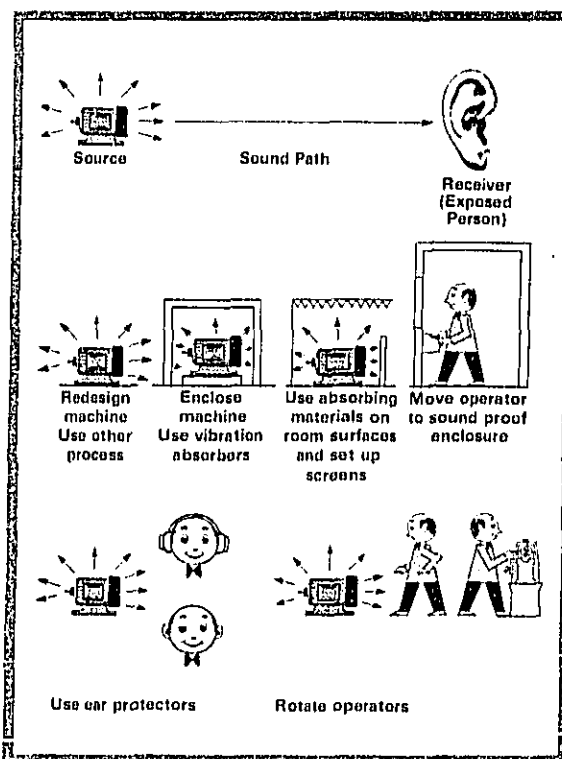 Source
Sound Path
Receiver
(Exposed
Person)
Redesign
machine
Use other
process
Enclose
machine
Use vibration
absorbers
Use absorbing
materials on
room surfaces
and set up
screens
Move operator
to sound proof
enclosure
Use ear protectors
Rotate operators